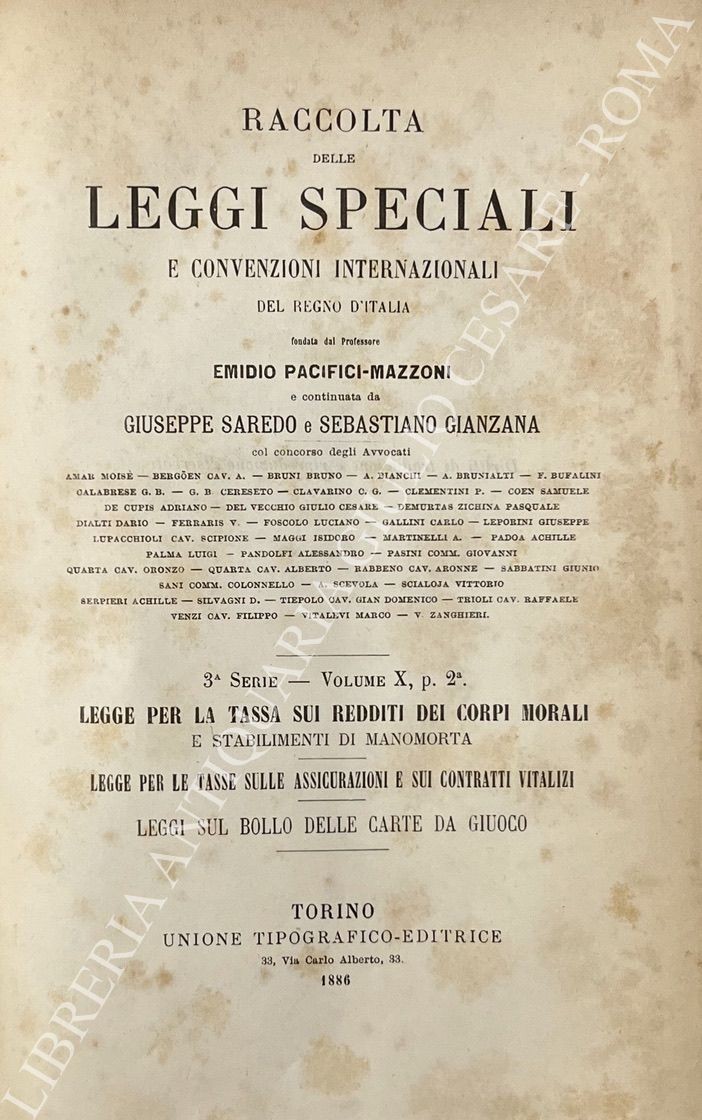 RACCOLTA
DELLE
LEGGI SPECIALI
E CONVENZIONI INTERNAZIONALI
DEL REGNO D'ITALIA
fondata dal Professore
EMIDIO PACIFICI-MAZZONI
e continuata da
GIUSEPPE SAREDO e SEBASTIANO GIANZANA
col concorso degli Avvocati
AMAR MOISÈ — BERGÖEN CAV. A. — BRUNI BRUNO — A. BIANCHI — A. BRUNIALTI — F. BUFALINI
CALABRESE G. B. — G. B. CERESETO — CLAVARINO C. G. — CLEMENTINI P. — COEN SAMUELE
DE CUPIS ADRIANO — DEL VECCHIO GIULIO CESARE — DEMURTAS ZICHINA PASQUALE
DIALTI DARIO — FERRARIS V. — FOSCOLO LUCIANO — GALLINI CARLO — LEPORINI GIUSEPPE
LUPACCHIOLI CAV. SCIPIONE — MAGGI ISIDORO — MARTINELLI A. — PADOA ACHILLE
PALMA LUIGI — PANDOLFI ALESSANDRO — PASINI COMM. GIOVANNI
QUARTA CAV. ORONZO — QUARTA CAV. ALBERTO — RABBENO CAV. ARONNE — SABBATINI GIUNIO
SANI COMM. COLONNELLO — A. SCEVOLA — SCIALOJA VITTORIO
SERPIERI ACHILLE — SILVAGNI D. — TIEPOLO CAV. GIAN DOMENICO — TRIOLI CAV. RAFFAELE
VENZI CAV. FILIPPO — VITALEVI MARCO — V. ZANGHIERI.
3ª SERIE — VOLUME X, p. 2ª.
LEGGE PER LA TASSA SUI REDDITI DEI CORPI MORALI
E STABILIMENTI DI MANOMORTA
LEGGE PER LE TASSE SULLE ASSICURAZIONI E SUI CONTRATTI VITALIZI
LEGGI SUL BOLLO DELLE CARTE DA GIUOCO
TORINO
UNIONE TIPOGRAFICO-EDITRICE
33, Via Carlo Alberto, 33.
1886
LIBRERIA ANTIQUARIA GIULIO CESARE - ROMA